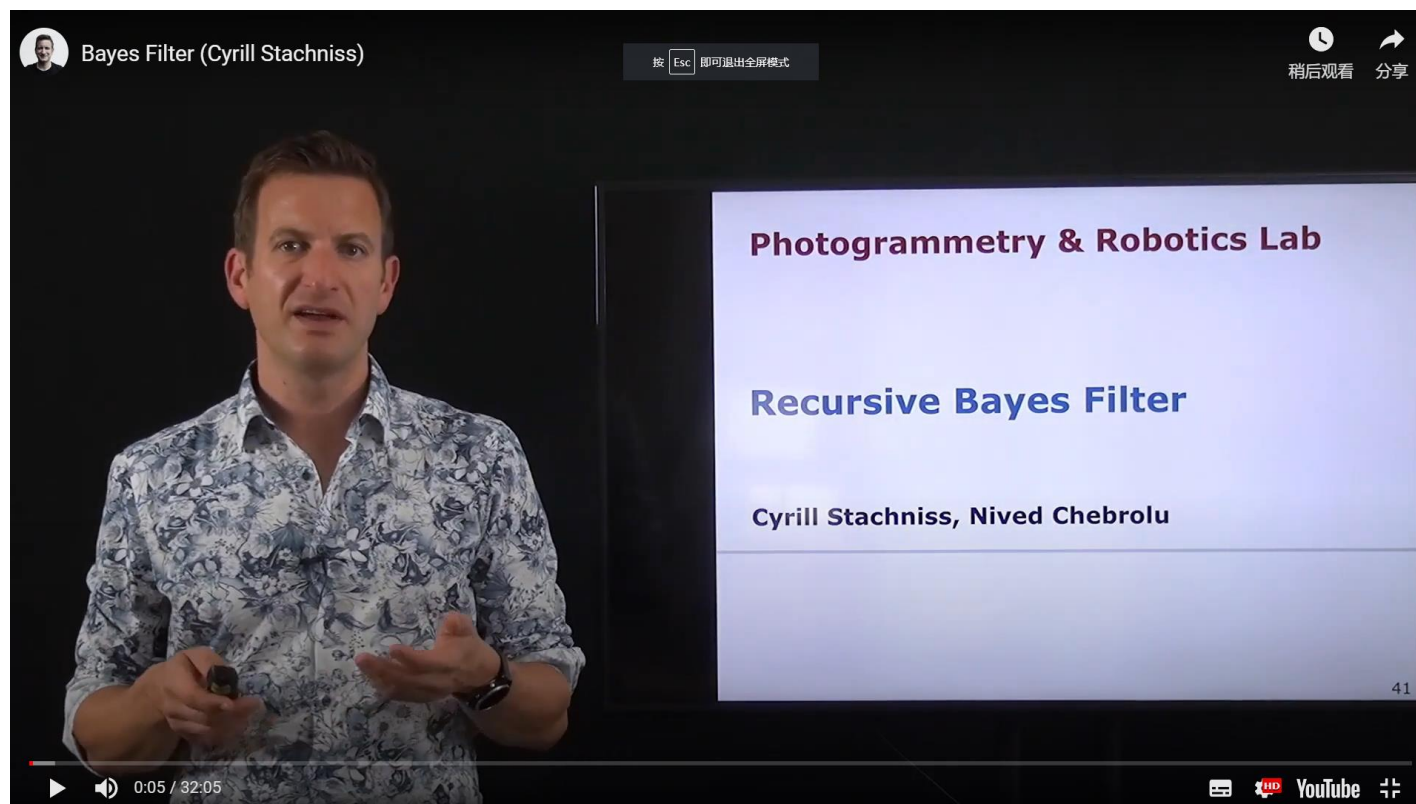 Bayes Filter (Cyrill Stachniss)
按 Esc 即可退出全屏模式
稍后观看
分享
Photogrammetry & Robotics Lab
Recursive Bayes Filter
Cyrill Stachniss, Nived Chebrolu
41
0:05 / 32:05
HD
YouTube